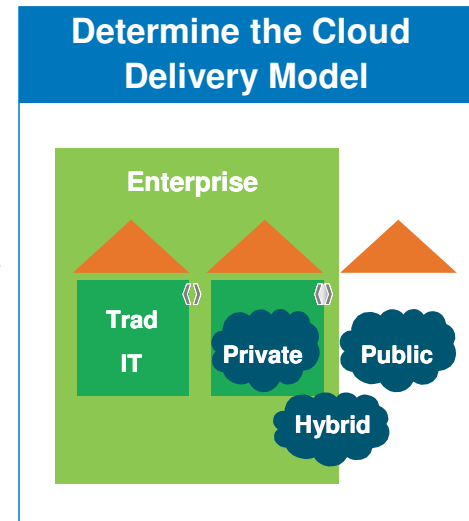 Determine the Cloud
Delivery Model
Enterprise
Trad
IT
Private
Public
Hybrid